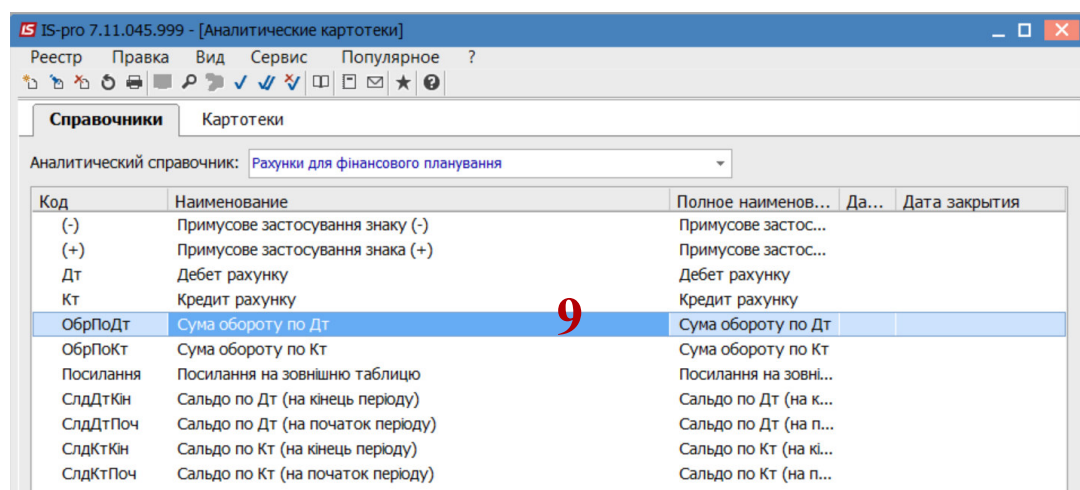 IS-pro 7.11.045.999 - [Аналитические картотеки]
Реестр Правка Вид Сервис Популярное ?
Справочники Картотеки
Аналитический справочник: Рахунки для фінансового планування
Код Наименование Полное наименов... Да... Дата закрытия
(-) Примусове застосування знаку (-) Примусове застос...
(+) Примусове застосування знака (+) Примусове застос...
Дт Дебет рахунку Дебет рахунку
Кт Кредит рахунку Кредит рахунку
ОбрПоДт Сума обороту по Дт 9 Сума обороту по Дт
ОбрПоКт Сума обороту по Кт Сума обороту по Кт
Посилання Посилання на зовнішню таблицю Посилання на зовні...
СлдДтКін Сальдо по Дт (на кінець періоду) Сальдо по Дт (на к...
СлдДтПоч Сальдо по Дт (на початок періоду) Сальдо по Дт (на п...
СлдКтКін Сальдо по Кт (на кінець періоду) Сальдо по Кт (на кі...
СлдКтПоч Сальдо по Кт (на початок періоду) Сальдо по Кт (на п...